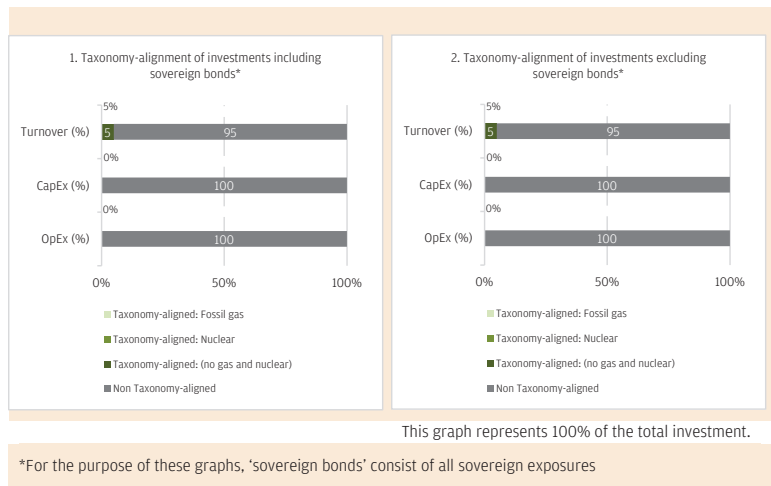 1. Taxonomy-alignment of investments including
sovereign bonds*
5%
Turnover (%)
5
95
0%
CapEx (%)
100
0%
OpEx (%)
100
0%
50%
100%
Taxonomy-aligned: Fossil gas
Taxonomy-aligned: Nuclear
Taxonomy-aligned: (no gas and nuclear)
Non Taxonomy-aligned
2. Taxonomy-alignment of investments excluding
sovereign bonds*
5%
Turnover (%)
5
95
0%
CapEx (%)
100
0%
OpEx (%)
100
0%
50%
100%
Taxonomy-aligned: Fossil gas
Taxonomy-aligned: Nuclear
Taxonomy-aligned: (no gas and nuclear)
Non Taxonomy-aligned
This graph represents 100% of the total investment.
*For the purpose of these graphs, ‘sovereign bonds’ consist of all sovereign exposures